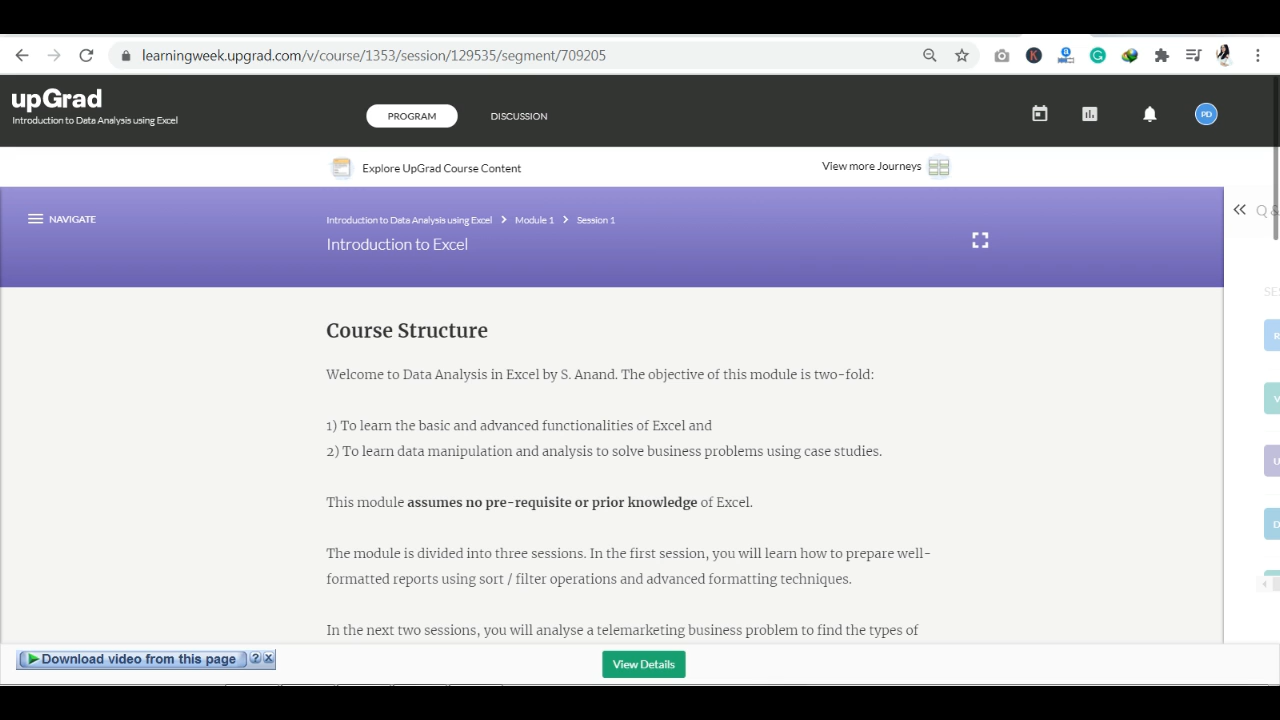 learningweek.upgrad.com/v/course/1353/session/129535/segment/709205
upGrad
Introduction to Data Analysis using Excel
PROGRAM
DISCUSSION
PD
Explore UpGrad Course Content
View more Journeys
NAVIGATE
Introduction to Data Analysis using Excel > Module 1 > Session 1
Introduction to Excel
Course Structure
Welcome to Data Analysis in Excel by S. Anand. The objective of this module is two-fold:
1) To learn the basic and advanced functionalities of Excel and
2) To learn data manipulation and analysis to solve business problems using case studies.
This module assumes no pre-requisite or prior knowledge of Excel.
The module is divided into three sessions. In the first session, you will learn how to prepare well-
formatted reports using sort / filter operations and advanced formatting techniques.
In the next two sessions, you will analyse a telemarketing business problem to find the types of
Q &
SES
R
V
U
D
Download video from this page
? x
View Details